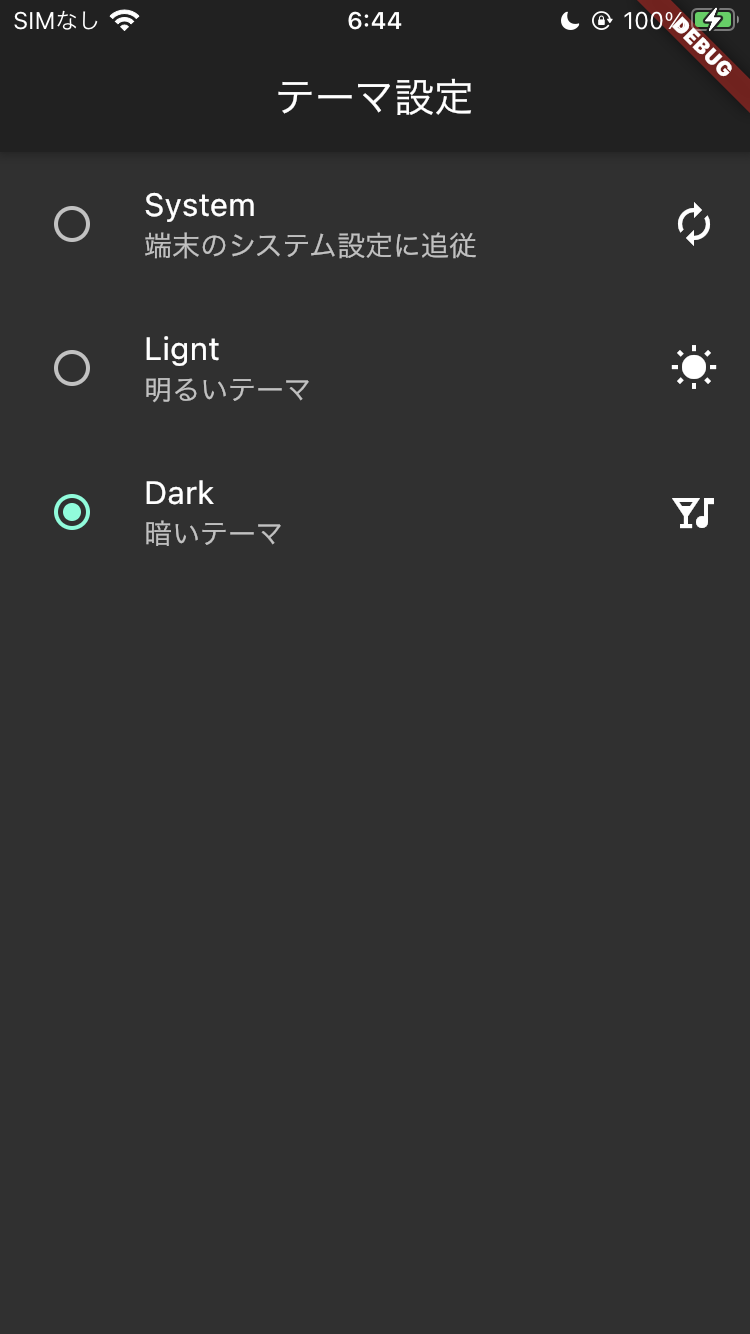 SIMなし 6:44 100%
DEBUG
テーマ設定
System
端末のシステム設定に追従
Lignt
明るいテーマ
Dark
暗いテーマ